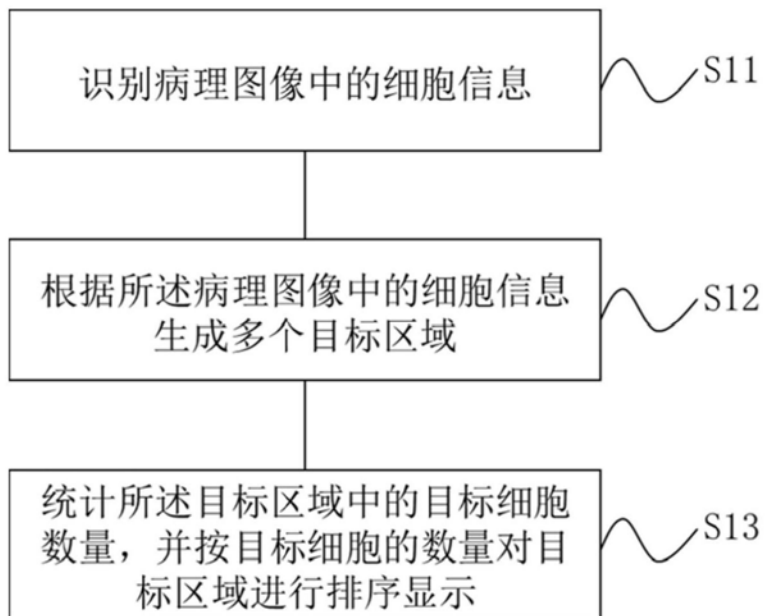 识别病理图像中的细胞信息
S11
根据所述病理图像中的细胞信息
生成多个目标区域
S12
统计所述目标区域中的目标细胞
数量，并按目标细胞的数量对目
标区域进行排序显示
S13